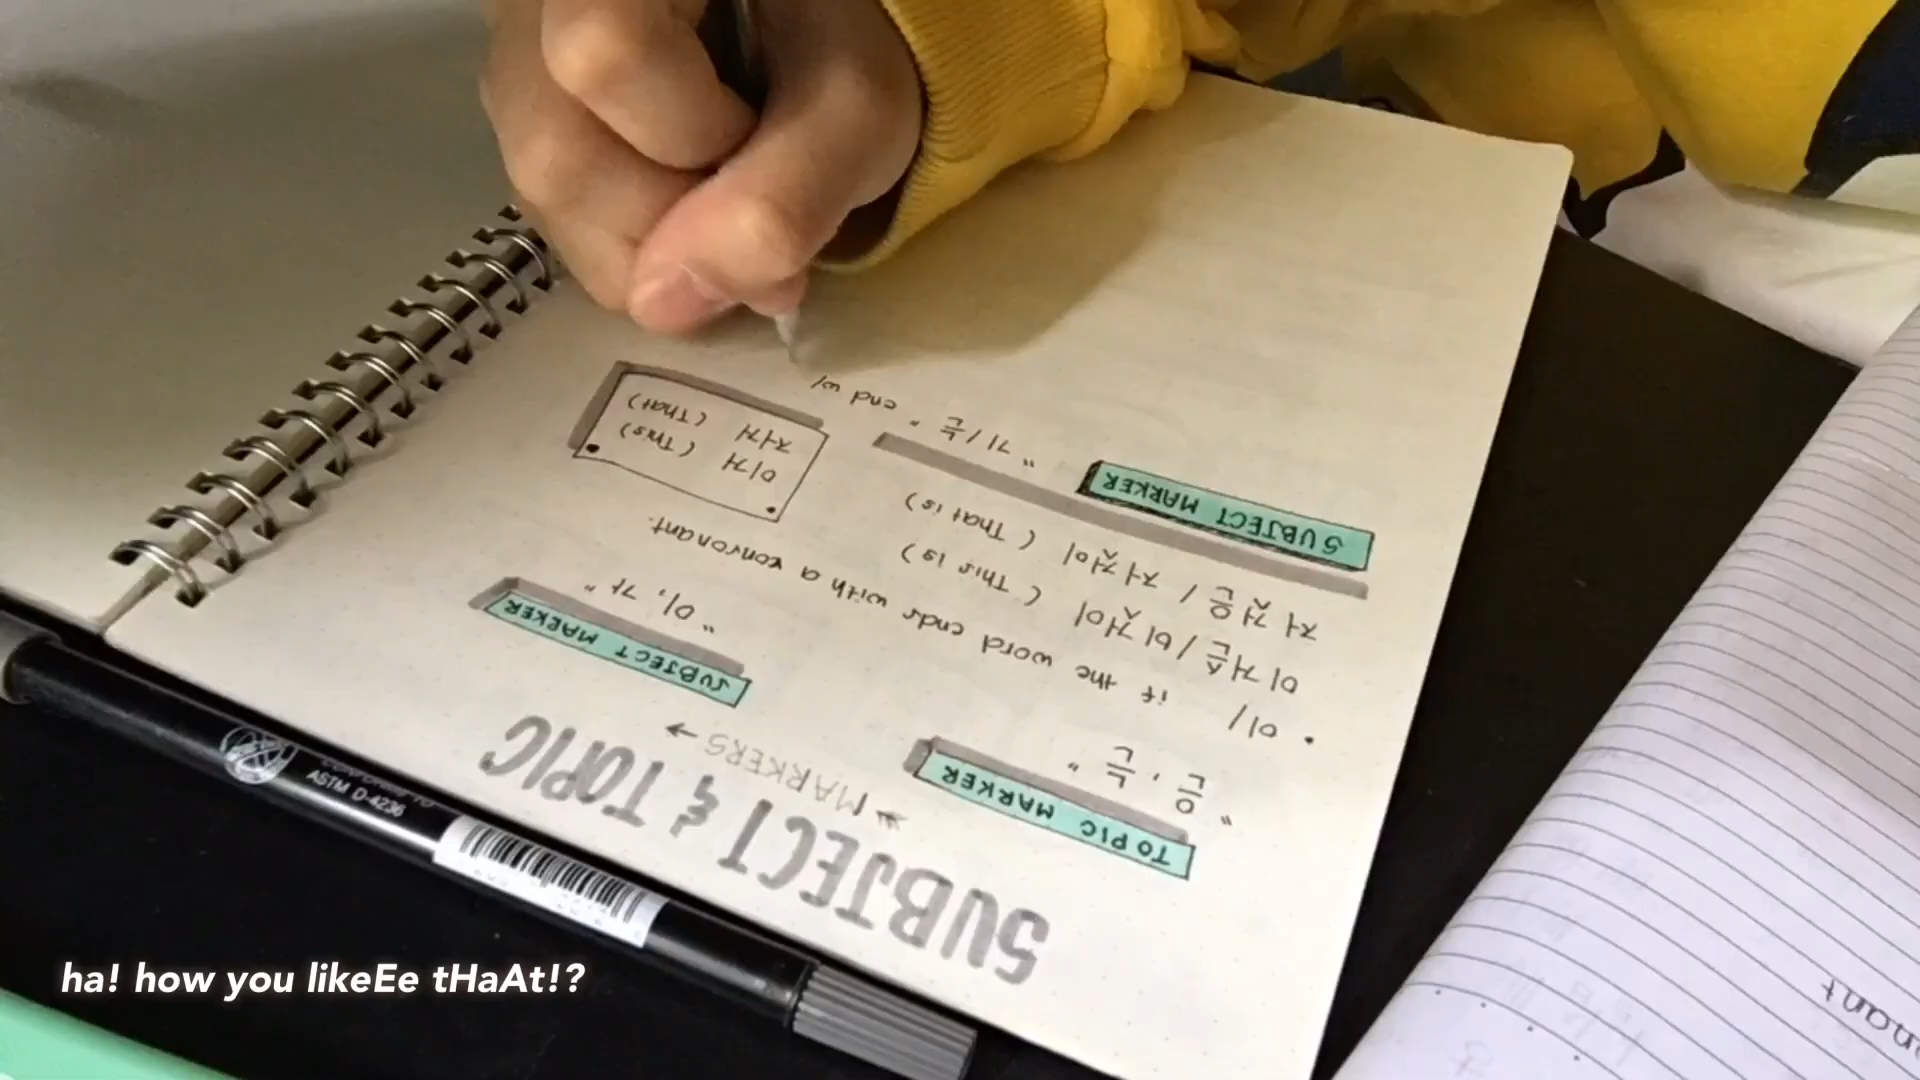 SUBJECT & TOPIC
→ MARKERS →
TOPIC MARKER
" 은, 는 "
SUBJECT MARKER
" 이, 가 "
• 이/ if the word ends with a consonant.
이거슨 / 이거이 (This is)
저것은 / 저것이 (That is)
이거 (This)
저거 (That)
SUBJECT MARKER
" 가/는 " end w/
ASTM D-4236
ha! how you likeEe tHaAt!?